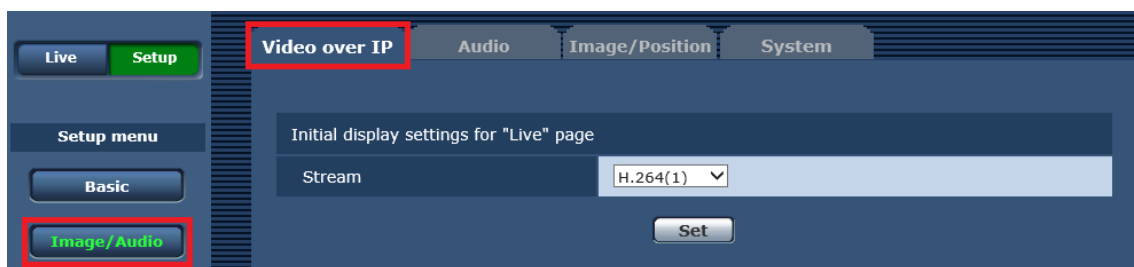 Live Setup
Video over IP Audio Image/Position System
Setup menu
Initial display settings for "Live" page
Basic
Stream H.264(1)
Image/Audio
Set